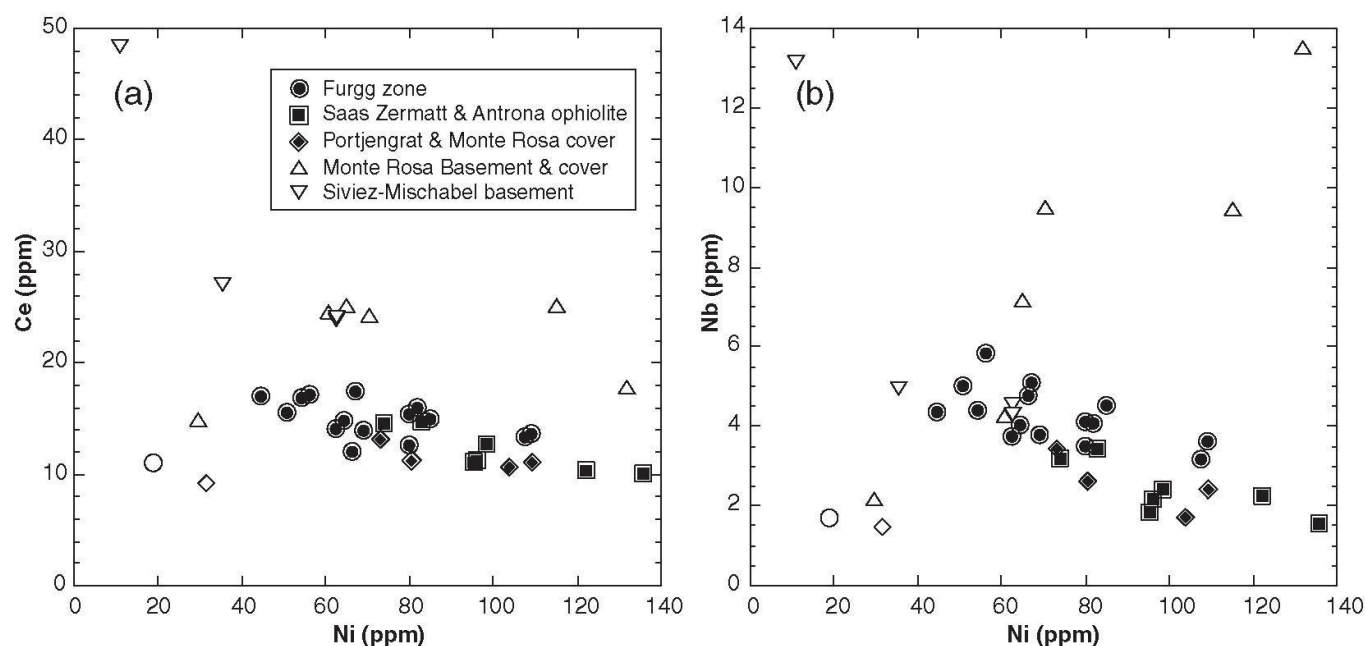 50
40
30
20
10
0
Ce (ppm)
(a)
Furgg zone
Saas Zermatt & Antrona ophiolite
Portjengrat & Monte Rosa cover
Monte Rosa Basement & cover
Siviez-Mischabel basement
0 20 40 60 80 100 120 140
Ni (ppm)
14
12
10
8
6
4
2
0
Nb (ppm)
(b)
0 20 40 60 80 100 120 140
Ni (ppm)